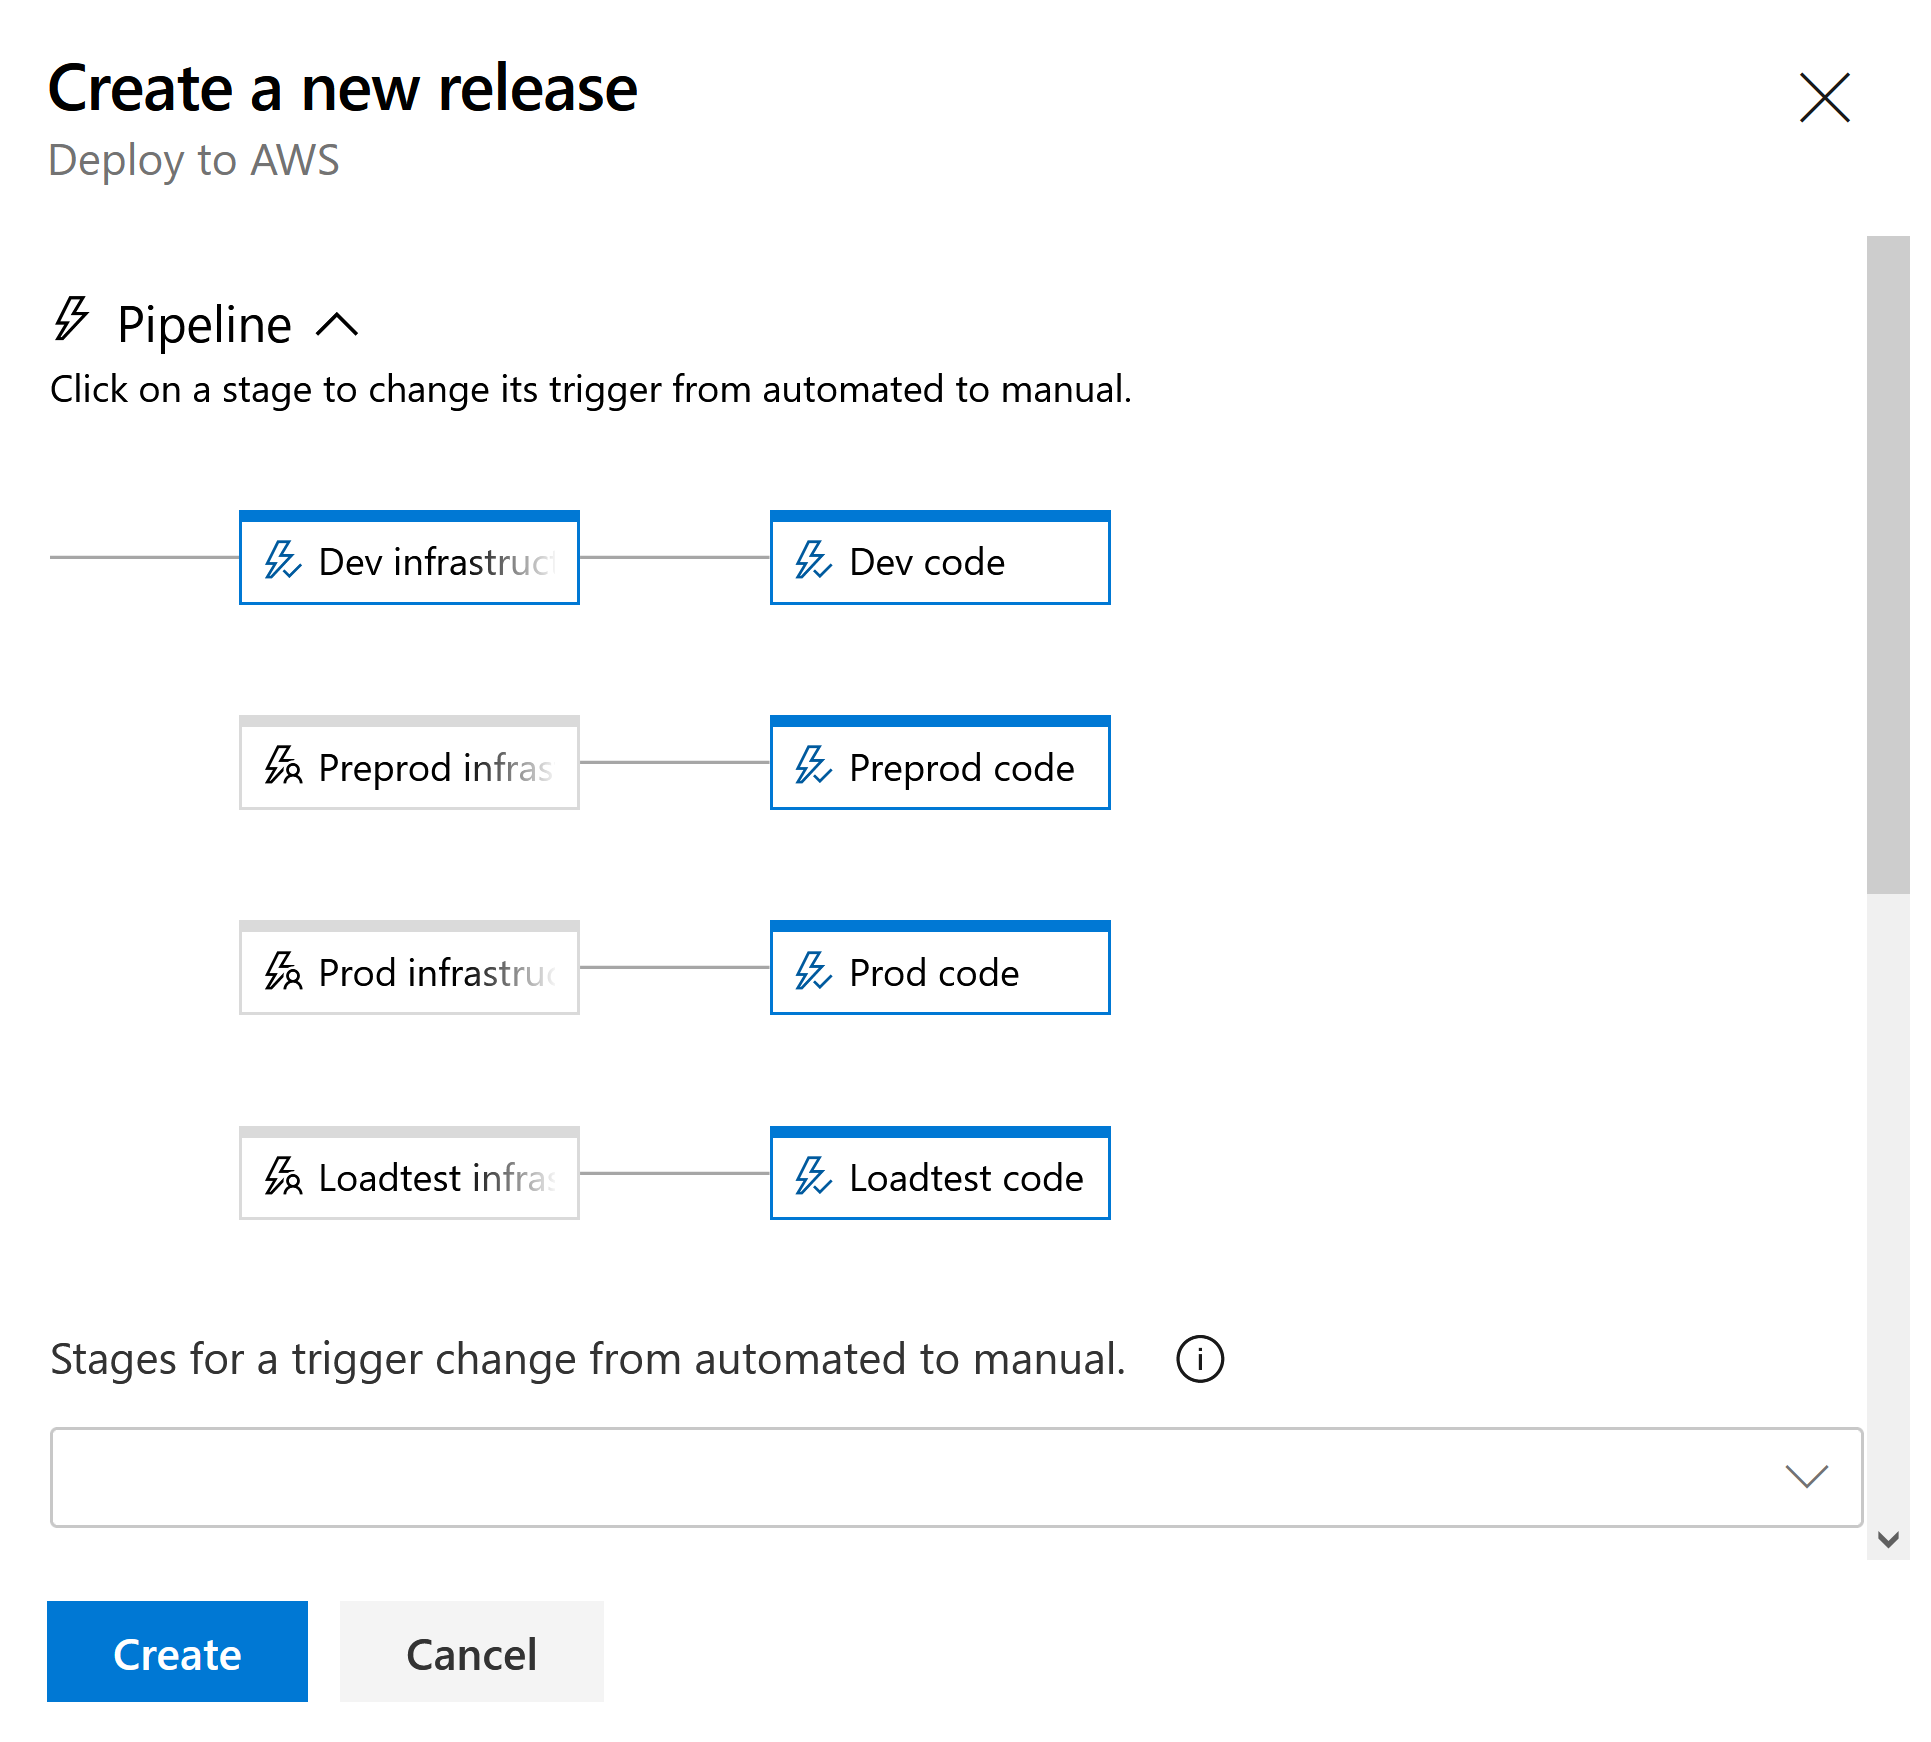 Create a new release
Deploy to AWS
Pipeline
Click on a stage to change its trigger from automated to manual.
Dev infrastruct
Dev code
Preprod infras
Preprod code
Prod infrastruc
Prod code
Loadtest infras
Loadtest code
Stages for a trigger change from automated to manual.
Create
Cancel